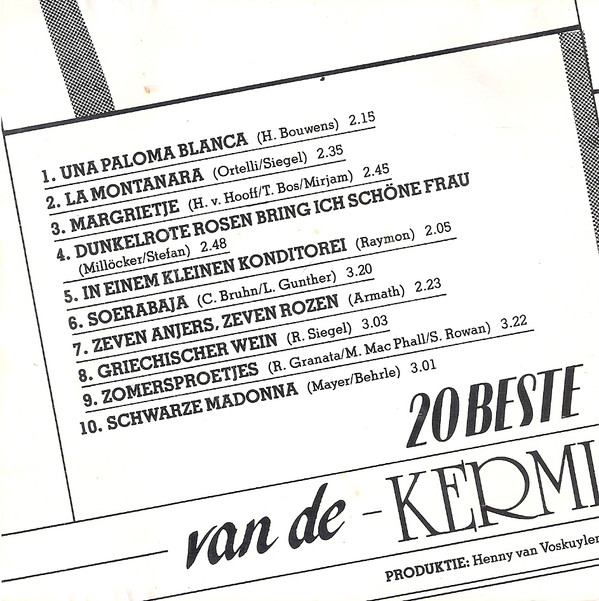 1. UNA PALOMA BLANCA (H. Bouwens) 2.15
2. LA MONTANARA (Ortelli/Siegel) 2.35
3. MARGRIETJE (H. v. Hooff/T. Bos/Mirjam) 2.45
4. DUNKELROTE ROSEN BRING ICH SCHÖNE FRAU
(Millöcker/Stefan) 2.48
5. IN EINEM KLEINEN KONDITOREI (Raymon) 2.05
6. SOERABAJA (C. Bruhn/L. Gunther) 3.20
7. ZEVEN ANJERS, ZEVEN ROZEN (Armath) 2.23
8. GRIECHISCHER WEIN (R. Siegel) 3.03
9. ZOMERSPROETJES (R. Granata/M. Mac Phall/S. Rowan) 3.22
10. SCHWARZE MADONNA (Mayer/Behrle) 3.01
20 BESTE
van de - KERMI
PRODUKTIE: Henny van Voskuylen